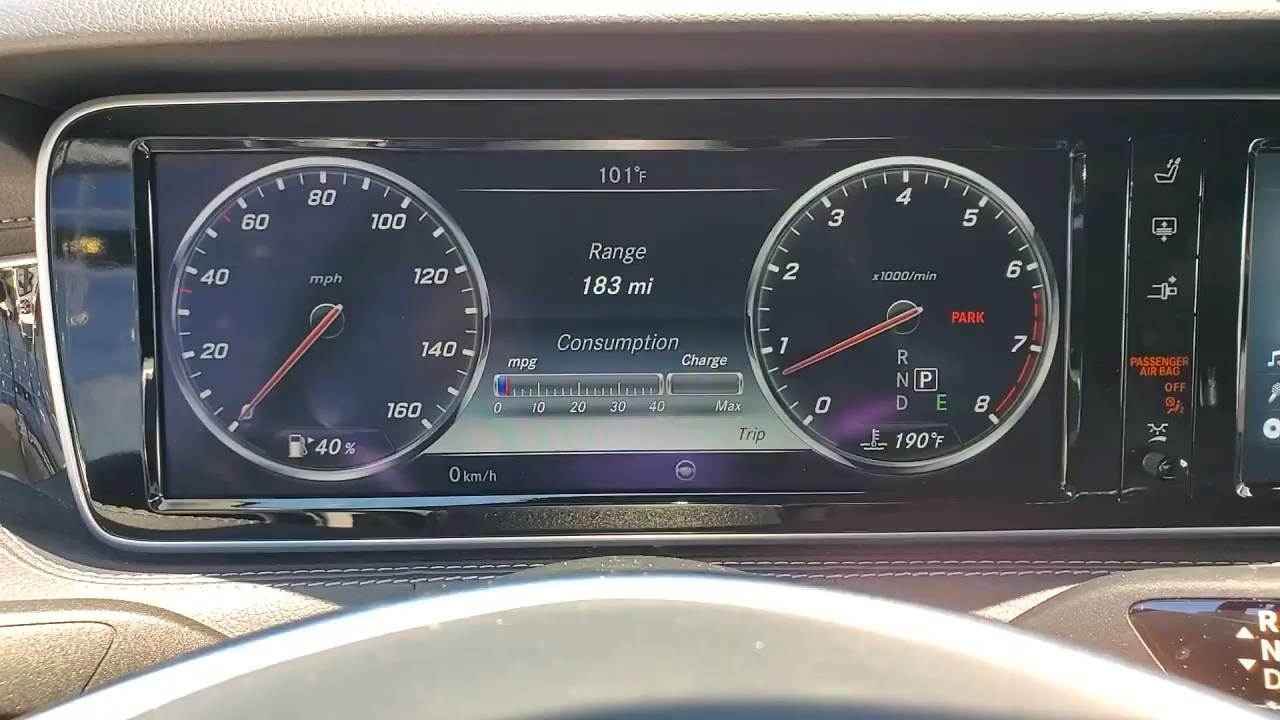 101°F
80
60
100
40
120
mph
20
140
160
40 %
Range
183 mi
Consumption
mpg
Charge
0 10 20 30 40 Max
Trip
0 km/h
4
3
5
2
6
x1000/min
PARK
1
7
R
N P
D E
0
8
190°F
PASSENGER
AIR BAG
OFF
R
N
D